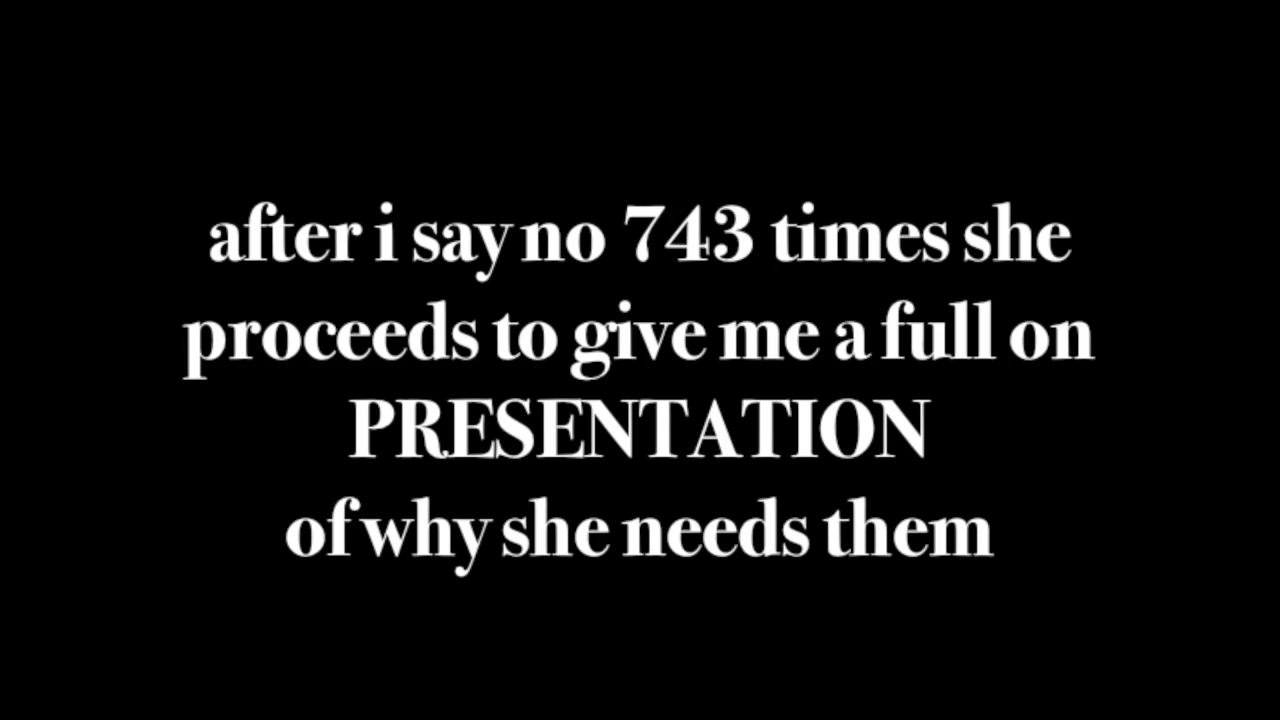 after i say no 743 times she
proceeds to give me a full on
PRESENTATION
of why she needs them